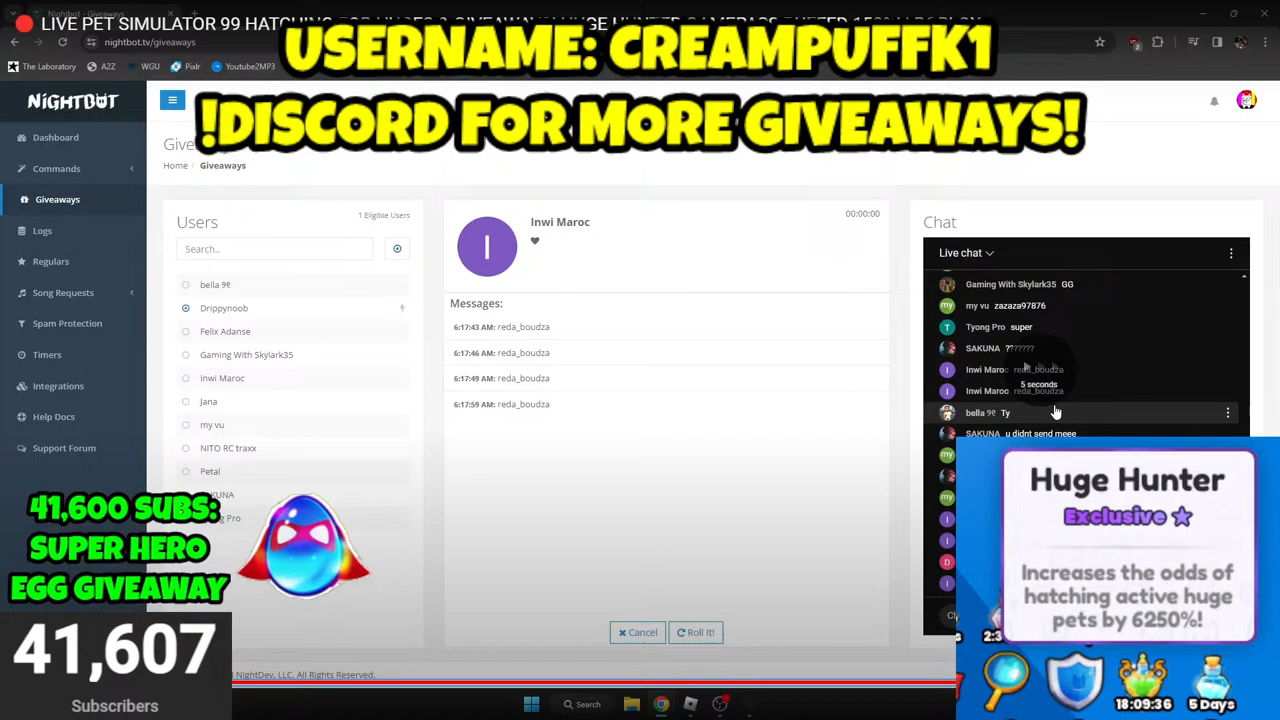 LIVE PET SIMULATOR 99
USERNAME: CREAMPUFFK1
!DISCORD FOR MORE GIVEAWAYS!
nightbot.tv/giveaways
The Laboratory
A2Z
WGU
Pixlr
Youtube2MP3
NIGHTBOT
Home / Giveaways
Dashboard
Commands
Giveaways
Logs
Regulars
Song Requests
Spam Protection
Timers
Integrations
Help Docs
Support Forum
Users
1 Eligible Users
Search..
bella
Drippynoob
Felix Adanse
Gaming With Skylark35
Inwi Maroc
Jana
my vu
NITO RC traxx
Petal
Inwi Maroc
00:00:00
Messages:
6:17:43 AM: reda_boudza
6:17:46 AM: reda_boudza
6:17:49 AM: reda_boudza
6:17:59 AM: reda_boudza
Cancel
Roll It!
Chat
Live chat
Gaming With Skylark35 GG
my my vu zazaza97876
T Tyong Pro super
SAKUNA ???????
I Inwi Maroc reda_boudza
5 seconds
I Inwi Maroc reda_boudza
bella Ty
SAKUNA u didnt send meee
Huge Hunter
Exclusive
Increases the odds of
hatching active huge
pets by 6250%!
18:09:36
5 Days
41,600 SUBS:
SUPER HERO
EGG GIVEAWAY
41,607
Subscribers
NightDev, LLC. All Rights Reserved.
Search